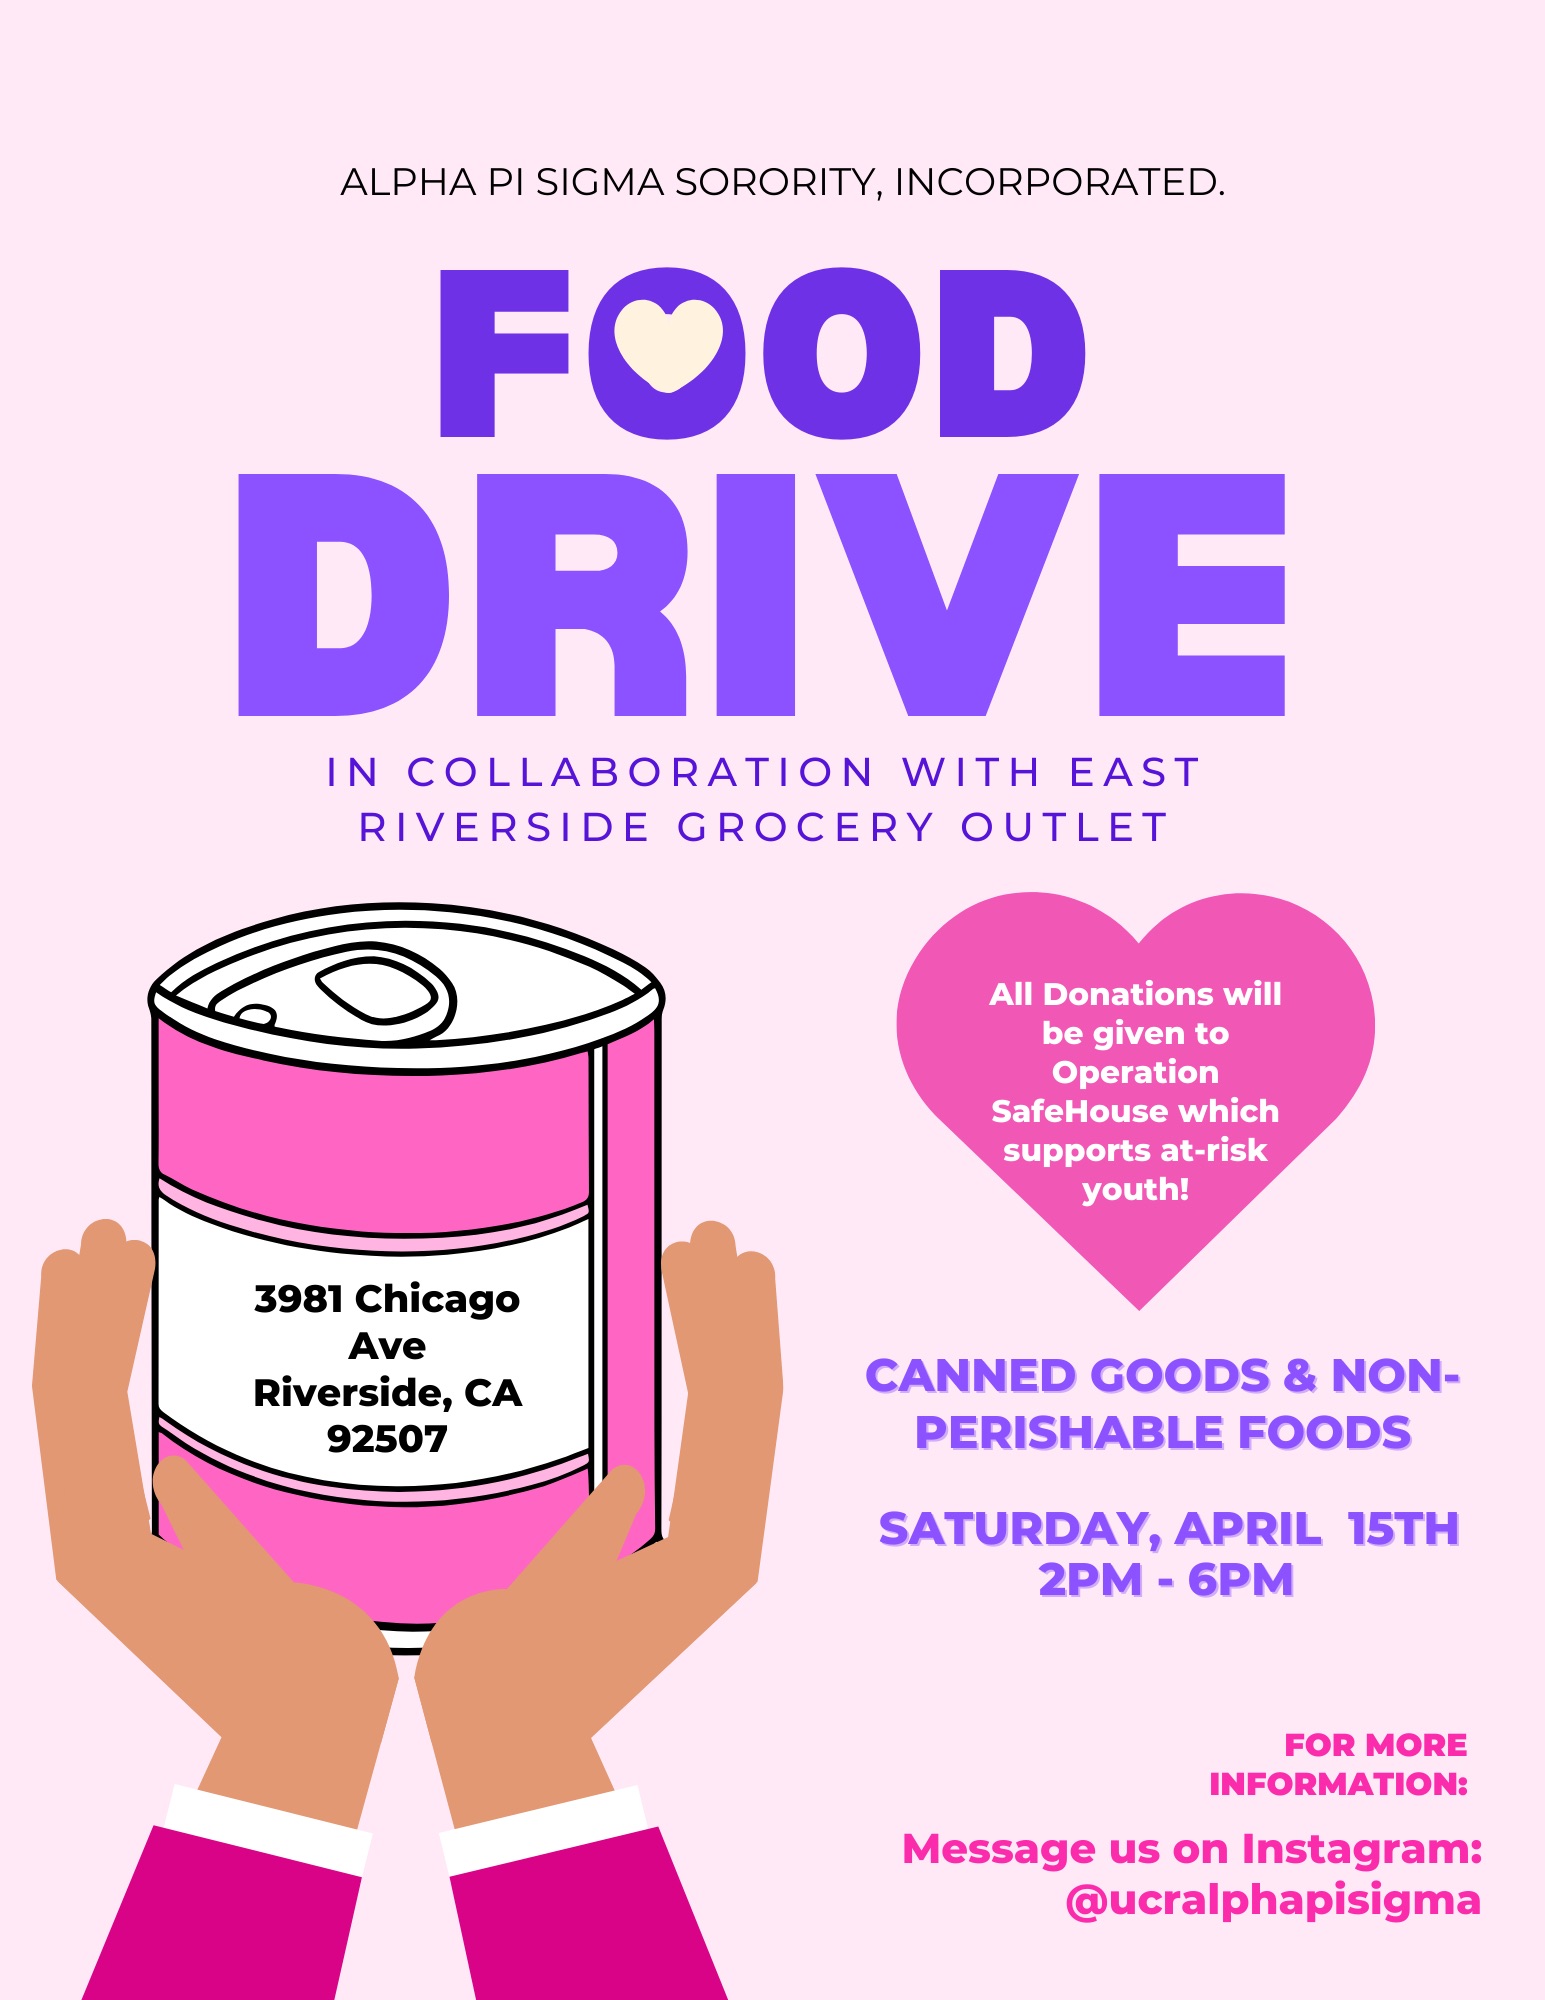 ALPHA PI SIGMA SORORITY, INCORPORATED.
FOOD
DRIVE
IN COLLABORATION WITH EAST
RIVERSIDE GROCERY OUTLET
All Donations will
be given to
Operation
SafeHouse which
supports at-risk
youth!
3981 Chicago
Ave
Riverside, CA
92507
CANNED GOODS & NON-
PERISHABLE FOODS
SATURDAY, APRIL 15TH
2PM - 6PM
FOR MORE
INFORMATION:
Message us on Instagram:
@ucralphapisigma